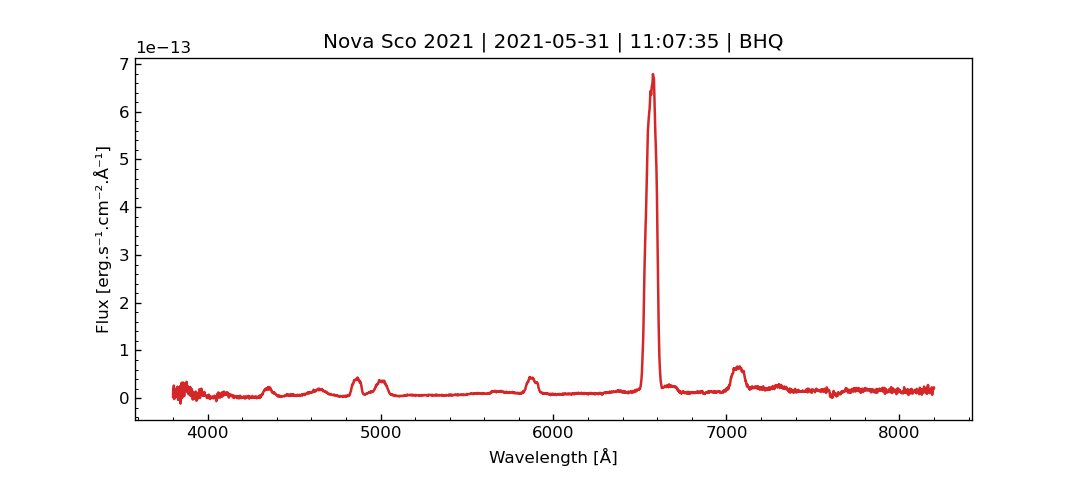 Nova Sco 2021 | 2021-05-31 | 11:07:35 | BHQ
1e−13
7
6
5
4
3
2
1
0
Flux [erg.s⁻¹.cm⁻².Å⁻¹]
4000 5000 6000 7000 8000
Wavelength [Å]